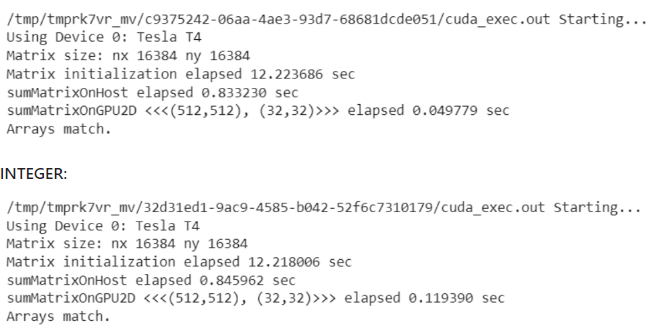 /tmp/tmprk7vr_mv/c9375242-06aa-4ae3-93d7-68681dcde051/cuda_exec.out Starting...
Using Device 0: Tesla T4
Matrix size: nx 16384 ny 16384
Matrix initialization elapsed 12.223686 sec
sumMatrixOnHost elapsed 0.833230 sec
sumMatrixOnGPU2D <<<(512,512), (32,32)>>> elapsed 0.049779 sec
Arrays match.
INTEGER:
/tmp/tmprk7vr_mv/32d31ed1-9ac9-4585-b042-52f6c7310179/cuda_exec.out Starting...
Using Device 0: Tesla T4
Matrix size: nx 16384 ny 16384
Matrix initialization elapsed 12.218006 sec
sumMatrixOnHost elapsed 0.845962 sec
sumMatrixOnGPU2D <<<(512,512), (32,32)>>> elapsed 0.119390 sec
Arrays match.